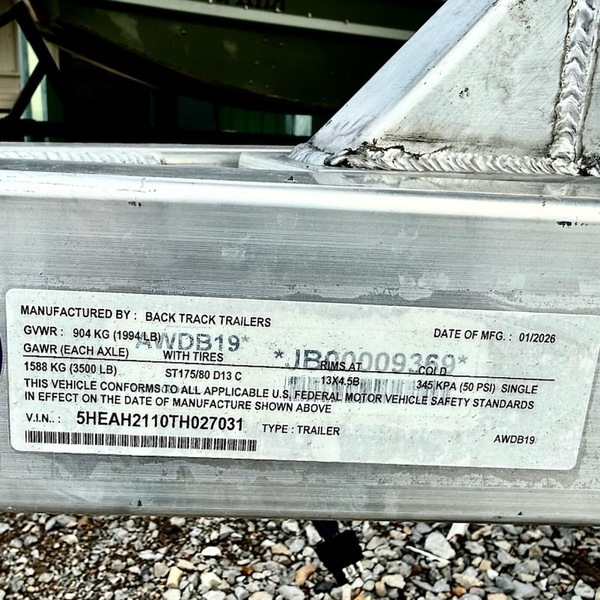 MANUFACTURED BY : BACK TRACK TRAILERS
GVWR : 904 KG (1994 LB) DATE OF MFG. : 01/2026
AWDB19* *JB00009369*
GAWR (EACH AXLE) WITH TIRES RIMS AT COLD
1588 KG (3500 LB) ST175/80 D13 C 13X4.5B 345 KPA (50 PSI) SINGLE
THIS VEHICLE CONFORMS TO ALL APPLICABLE U.S. FEDERAL MOTOR VEHICLE SAFETY STANDARDS
IN EFFECT ON THE DATE OF MANUFACTURE SHOWN ABOVE
V.I.N.. : 5HEAH2110TH027031 TYPE : TRAILER AWDB19